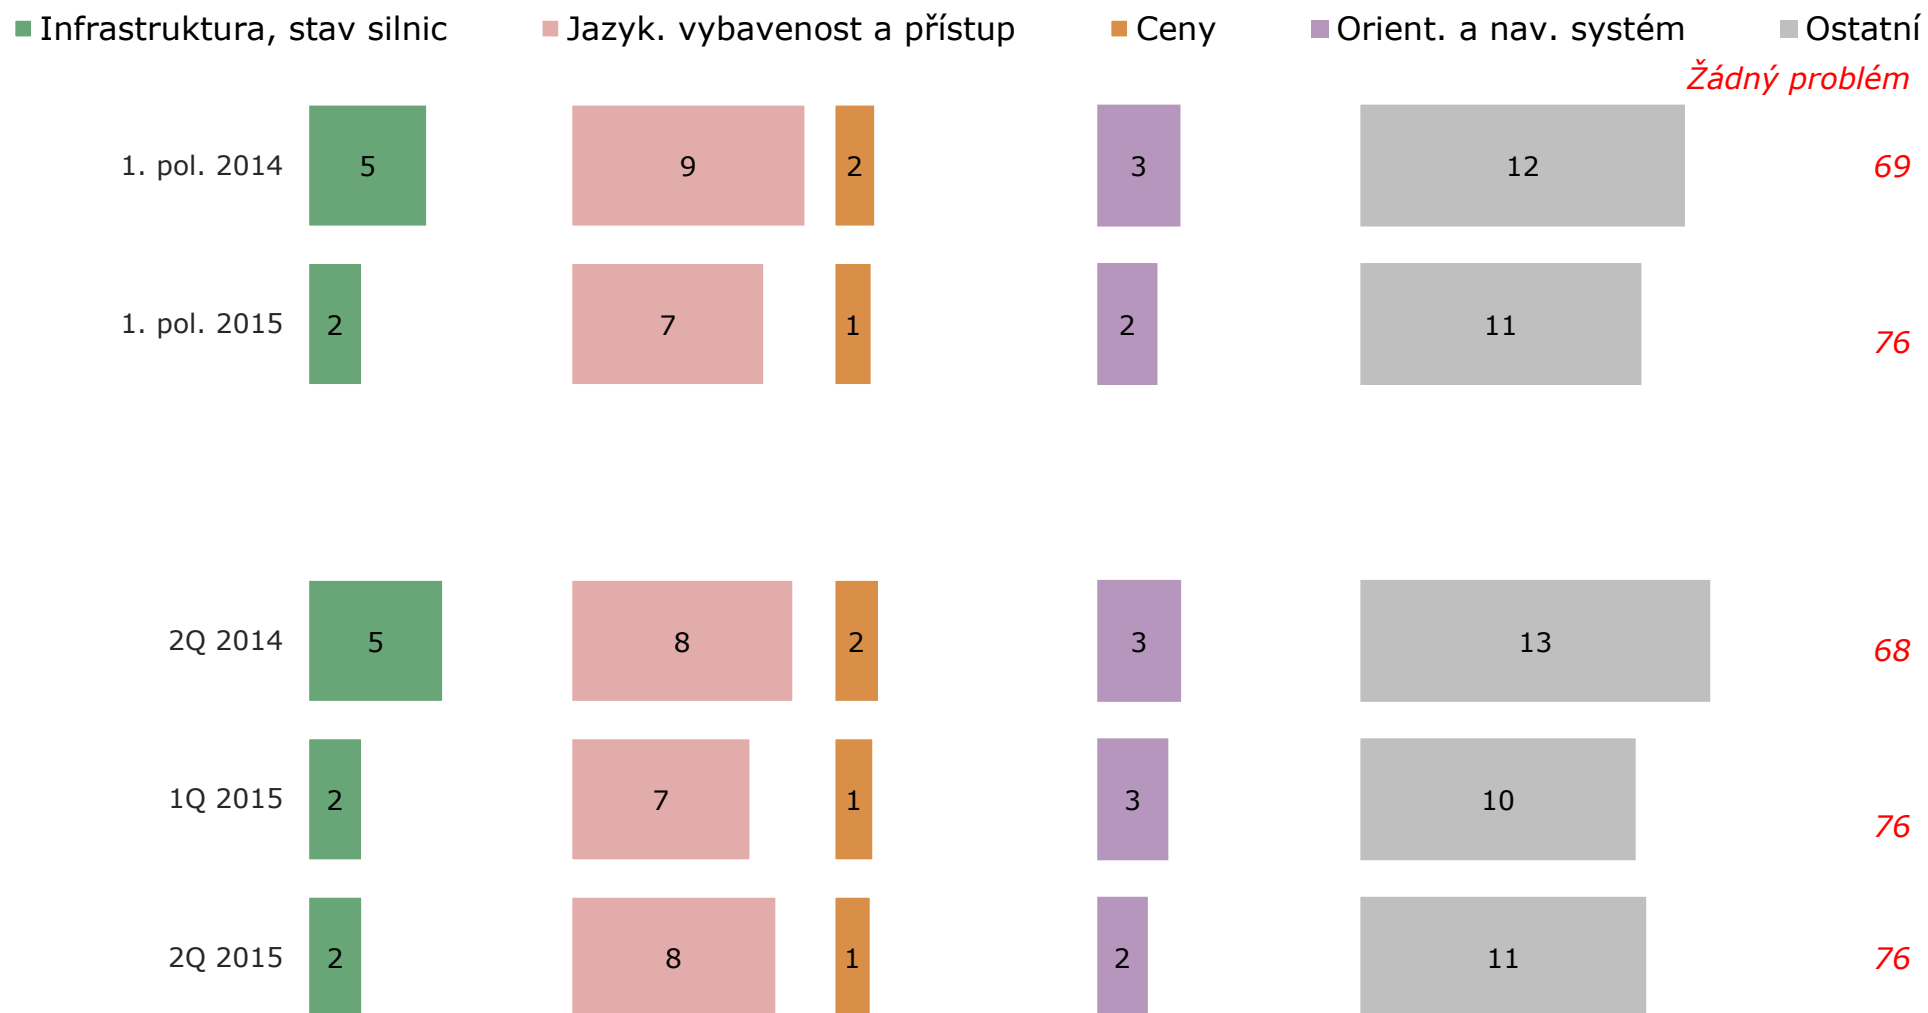 Infrastruktura, stav silnic Jazyk. vybavenost a přístup Ceny Orient. a nav. systém Ostatní
Žádný problém
1. pol. 2014 5 9 2 3 12 69
1. pol. 2015 2 7 1 2 11 76
2Q 2014 5 8 2 3 13 68
1Q 2015 2 7 1 3 10 76
2Q 2015 2 8 1 2 11 76